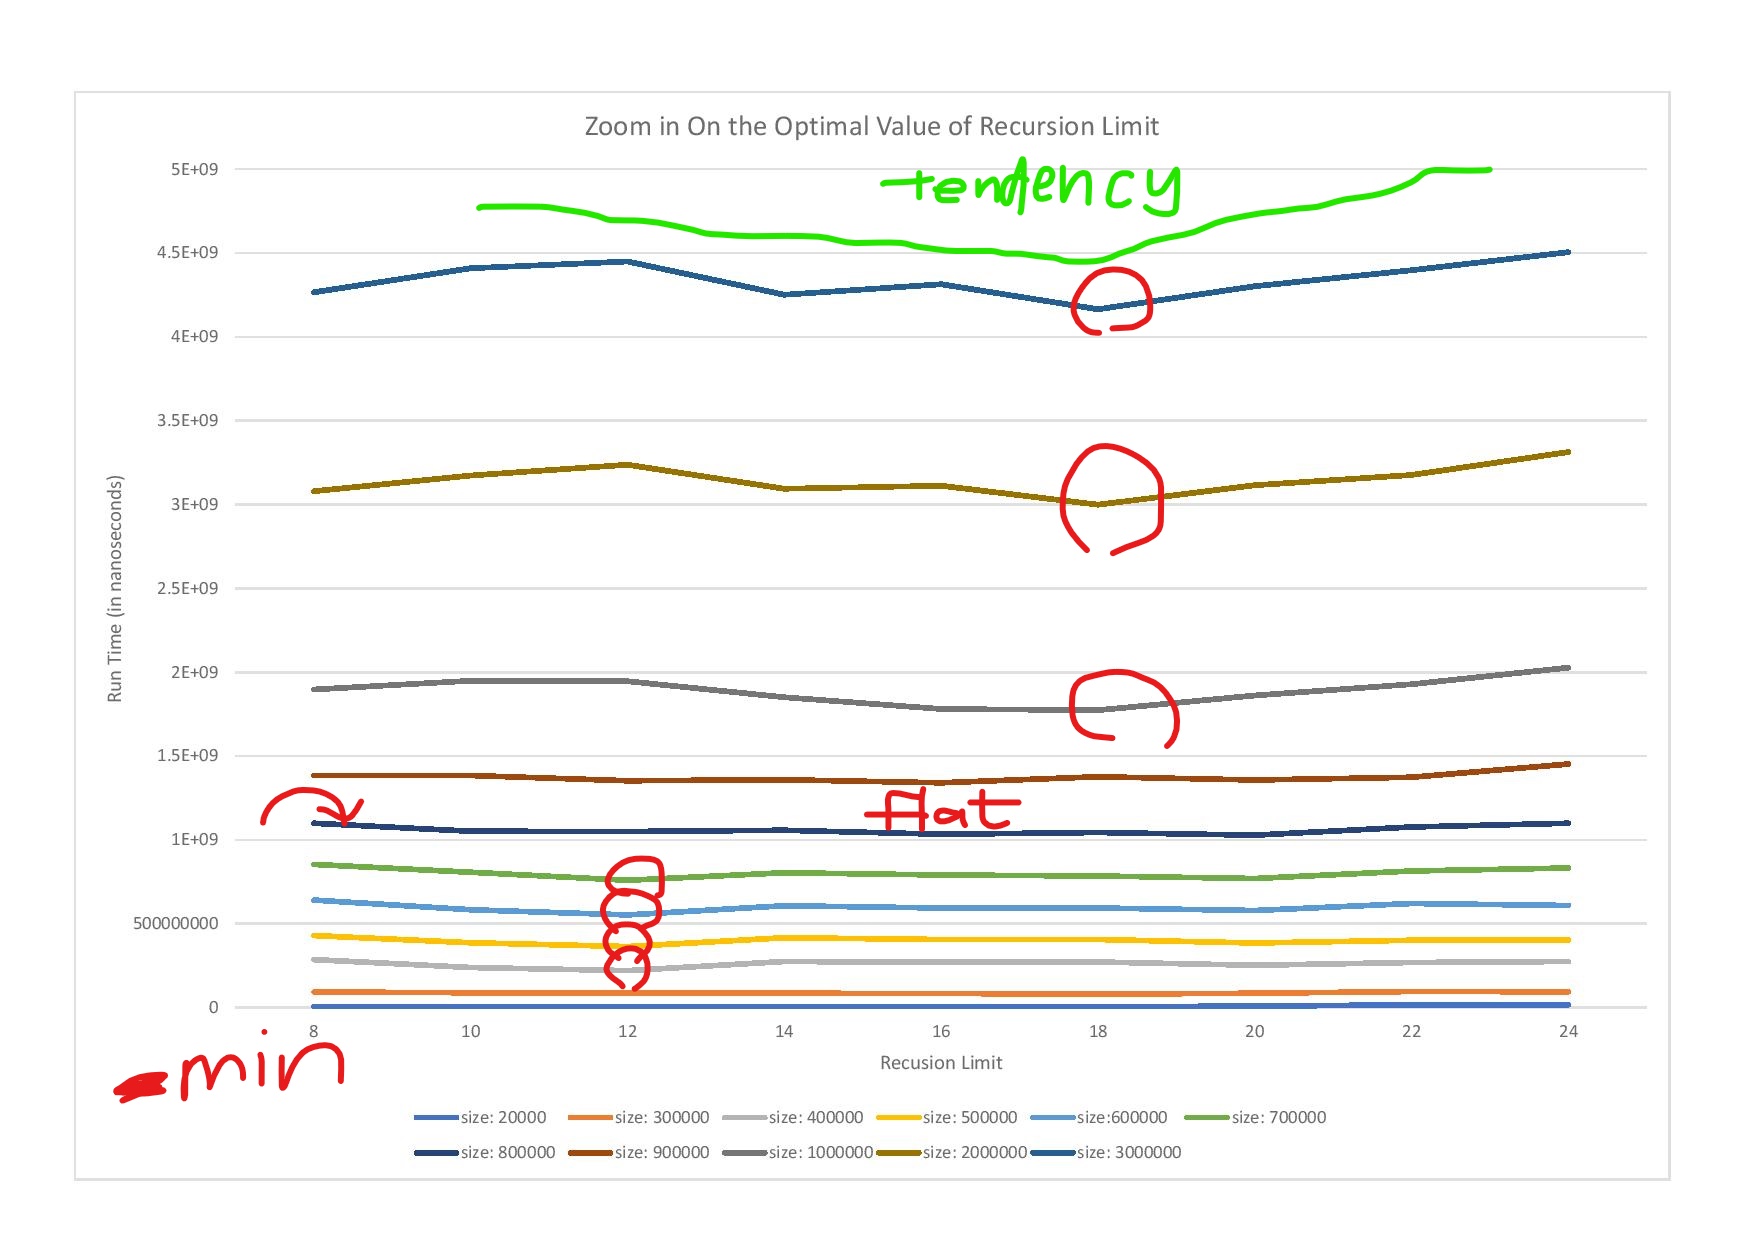 Zoom in On the Optimal Value of Recursion Limit
tendency
5E+09
4.5E+09
4E+09
3.5E+09
3E+09
2.5E+09
2E+09
1.5E+09
1E+09
500000000
0
Run Time (in nanoseconds)
flat
8 10 12 14 16 18 20 22 24
Recusion Limit
min
size: 20000 size: 300000 size: 400000 size: 500000 size:600000 size: 700000
size: 800000 size: 900000 size: 1000000 size: 2000000 size: 3000000